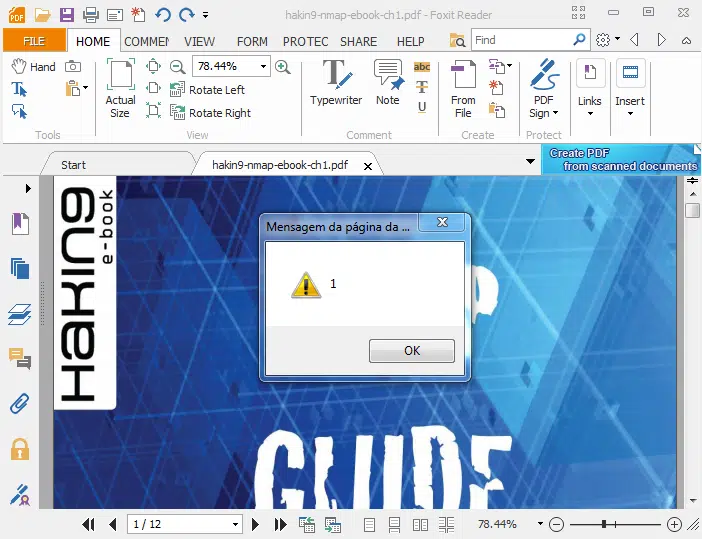 hakin9-nmap-ebook-ch1.pdf - Foxit Reader
FILE HOME COMMEN VIEW FORM PROTEC SHARE HELP Find
Hand
78.44%
Actual Size
Rotate Left
Rotate Right
Typewriter
Note
abc
T
U
From File
PDF Sign
Links
Insert
Tools View Comment Create Protect
Start
hakin9-nmap-ebook-ch1.pdf
Create PDF
from scanned documents
HAKIN9
e-book
Mensagem da página da ...
1
OK
P
GUIDE
1 / 12
78.44%